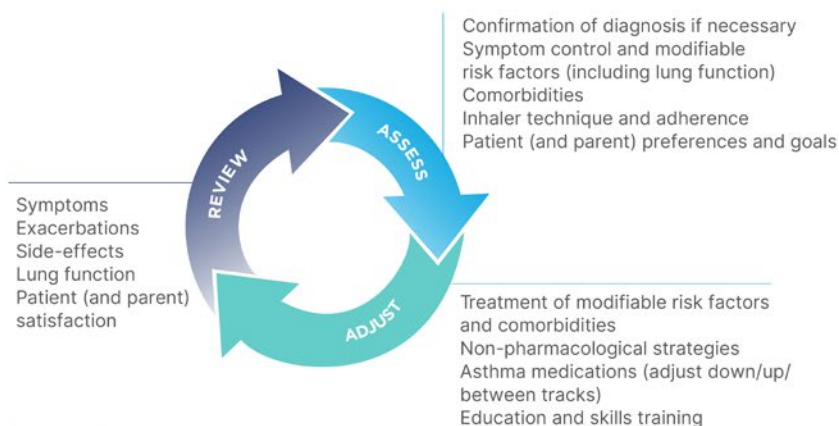 Confirmation of diagnosis if necessary
Symptom control and modifiable
risk factors (including lung function)
Comorbidities
Inhaler technique and adherence
Patient (and parent) preferences and goals
ASSESS
REVIEW
Symptoms
Exacerbations
Side-effects
Lung function
Patient (and parent)
satisfaction
ADJUST
Treatment of modifiable risk factors
and comorbidities
Non-pharmacological strategies
Asthma medications (adjust down/up/
between tracks)
Education and skills training